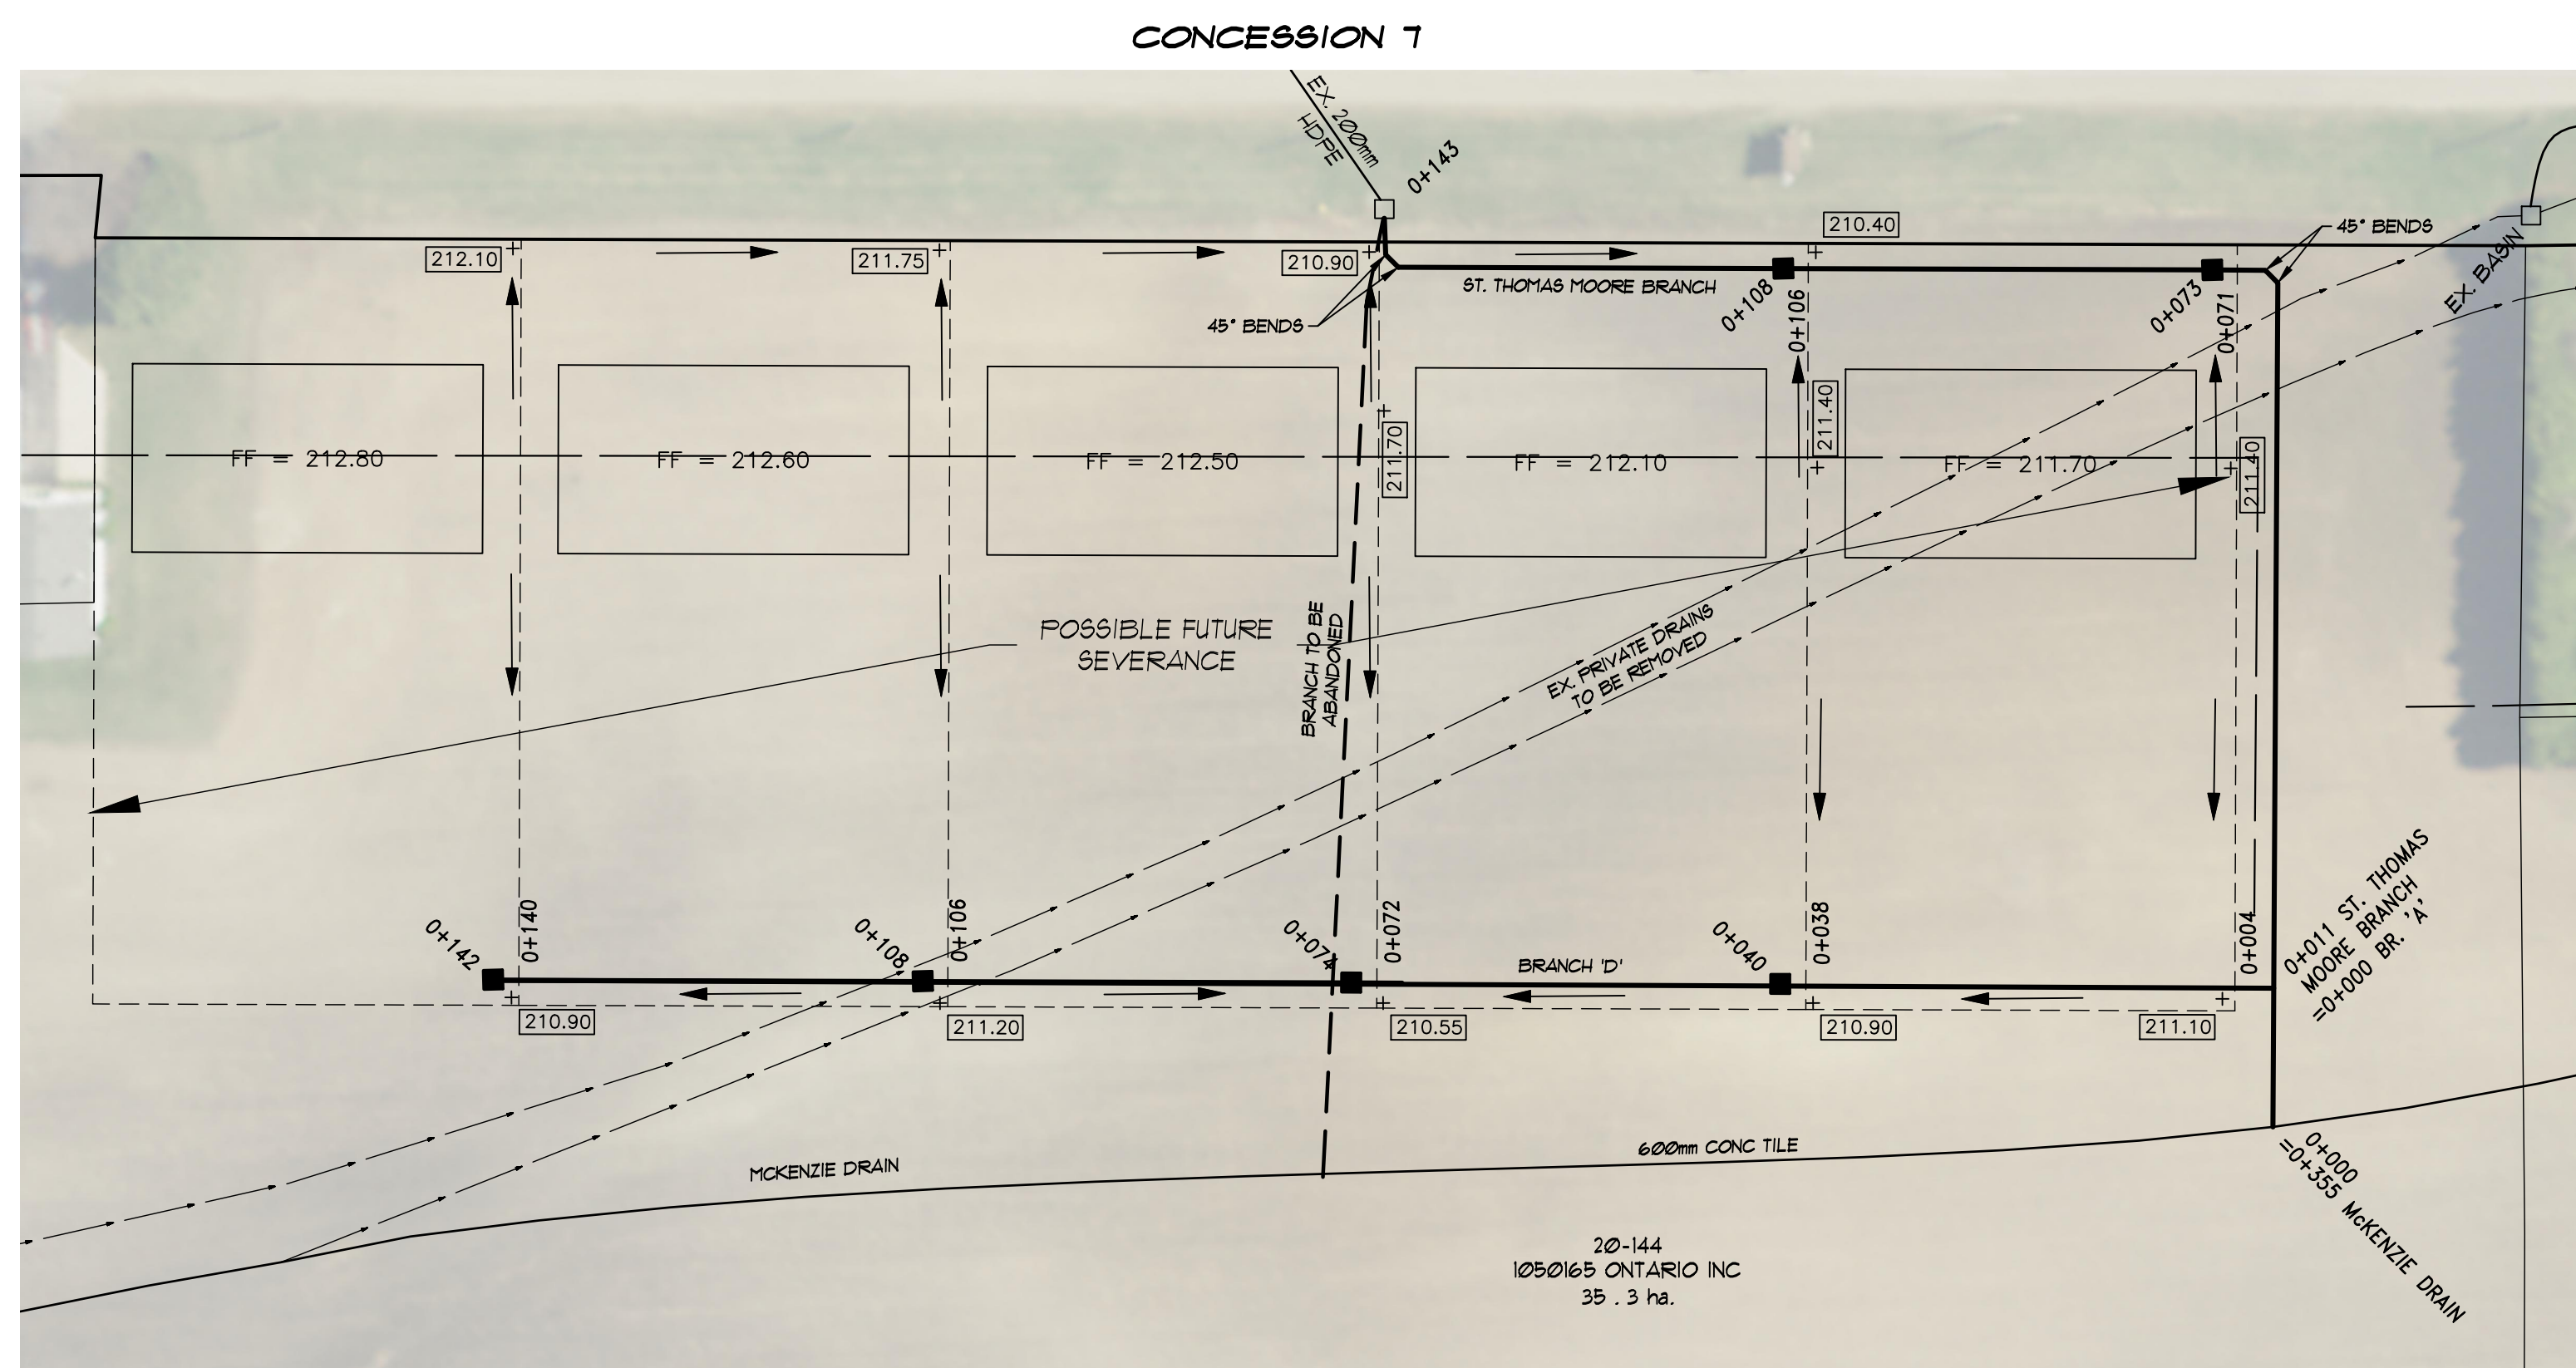 CONCESSION 7
EX. 200mm
HDPE
0+143
212.10
211.75
210.90
210.40
45° BENDS
EX. BASIN
ST. THOMAS MOORE BRANCH
45° BENDS
0+108
0+106
0+073
0+071
FF = 212.80
FF = 212.60
FF = 212.50
211.70
FF = 212.10
211.40
FF = 211.70
211.40
POSSIBLE FUTURE
SEVERANCE
BRANCH TO BE
ABANDONED
EX. PRIVATE DRAINS
TO BE REMOVED
0+142
0+140
0+108
0+106
0+074
0+072
BRANCH 'D'
0+040
0+038
0+004
0+011 ST. THOMAS
MOORE BRANCH
=0+000 BR. 'A'
210.90
211.20
210.55
210.90
211.10
MCKENZIE DRAIN
600mm CONC TILE
0+000
=0+355 McKENZIE DRAIN
20-144
1050165 ONTARIO INC
35 . 3 ha.